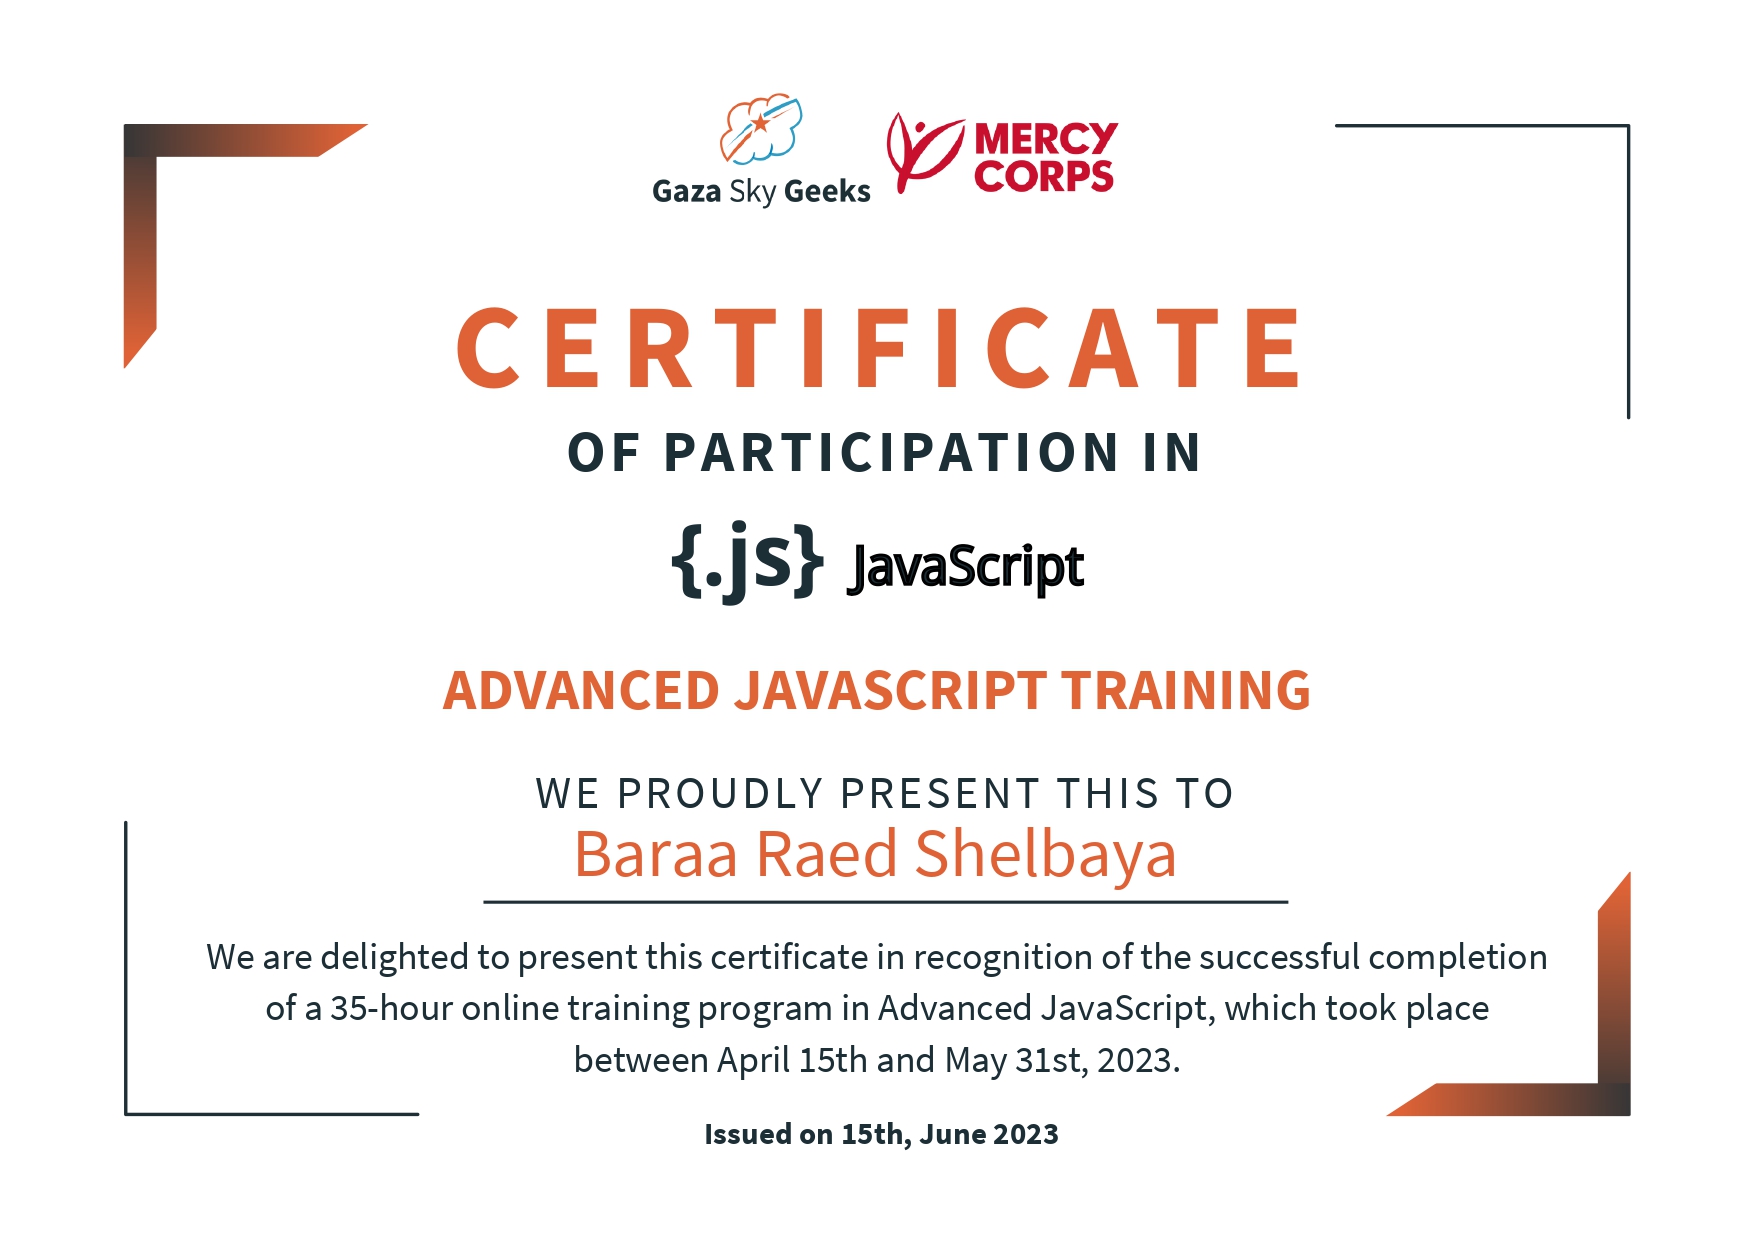 Gaza Sky Geeks
MERCY
CORPS
CERTIFICATE
OF PARTICIPATION IN
{.js} JavaScript
ADVANCED JAVASCRIPT TRAINING
WE PROUDLY PRESENT THIS TO
Baraa Raed Shelbaya
We are delighted to present this certificate in recognition of the successful completion
of a 35-hour online training program in Advanced JavaScript, which took place
between April 15th and May 31st, 2023.
Issued on 15th, June 2023